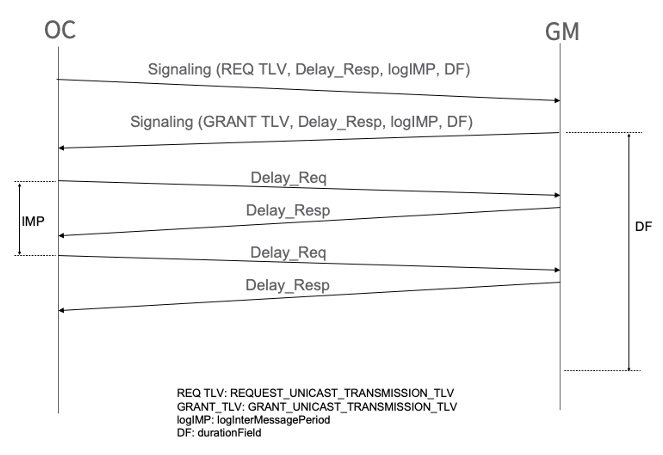 OC
GM
Signaling (REQ TLV, Delay_Resp, logIMP, DF)
Signaling (GRANT TLV, Delay_Resp, logIMP, DF)
Delay_Req
Delay_Resp
IMP
DF
Delay_Req
Delay_Resp
REQ TLV: REQUEST_UNICAST_TRANSMISSION_TLV
GRANT_TLV: GRANT_UNICAST_TRANSMISSION_TLV
logIMP: logInterMessagePeriod
DF: durationField